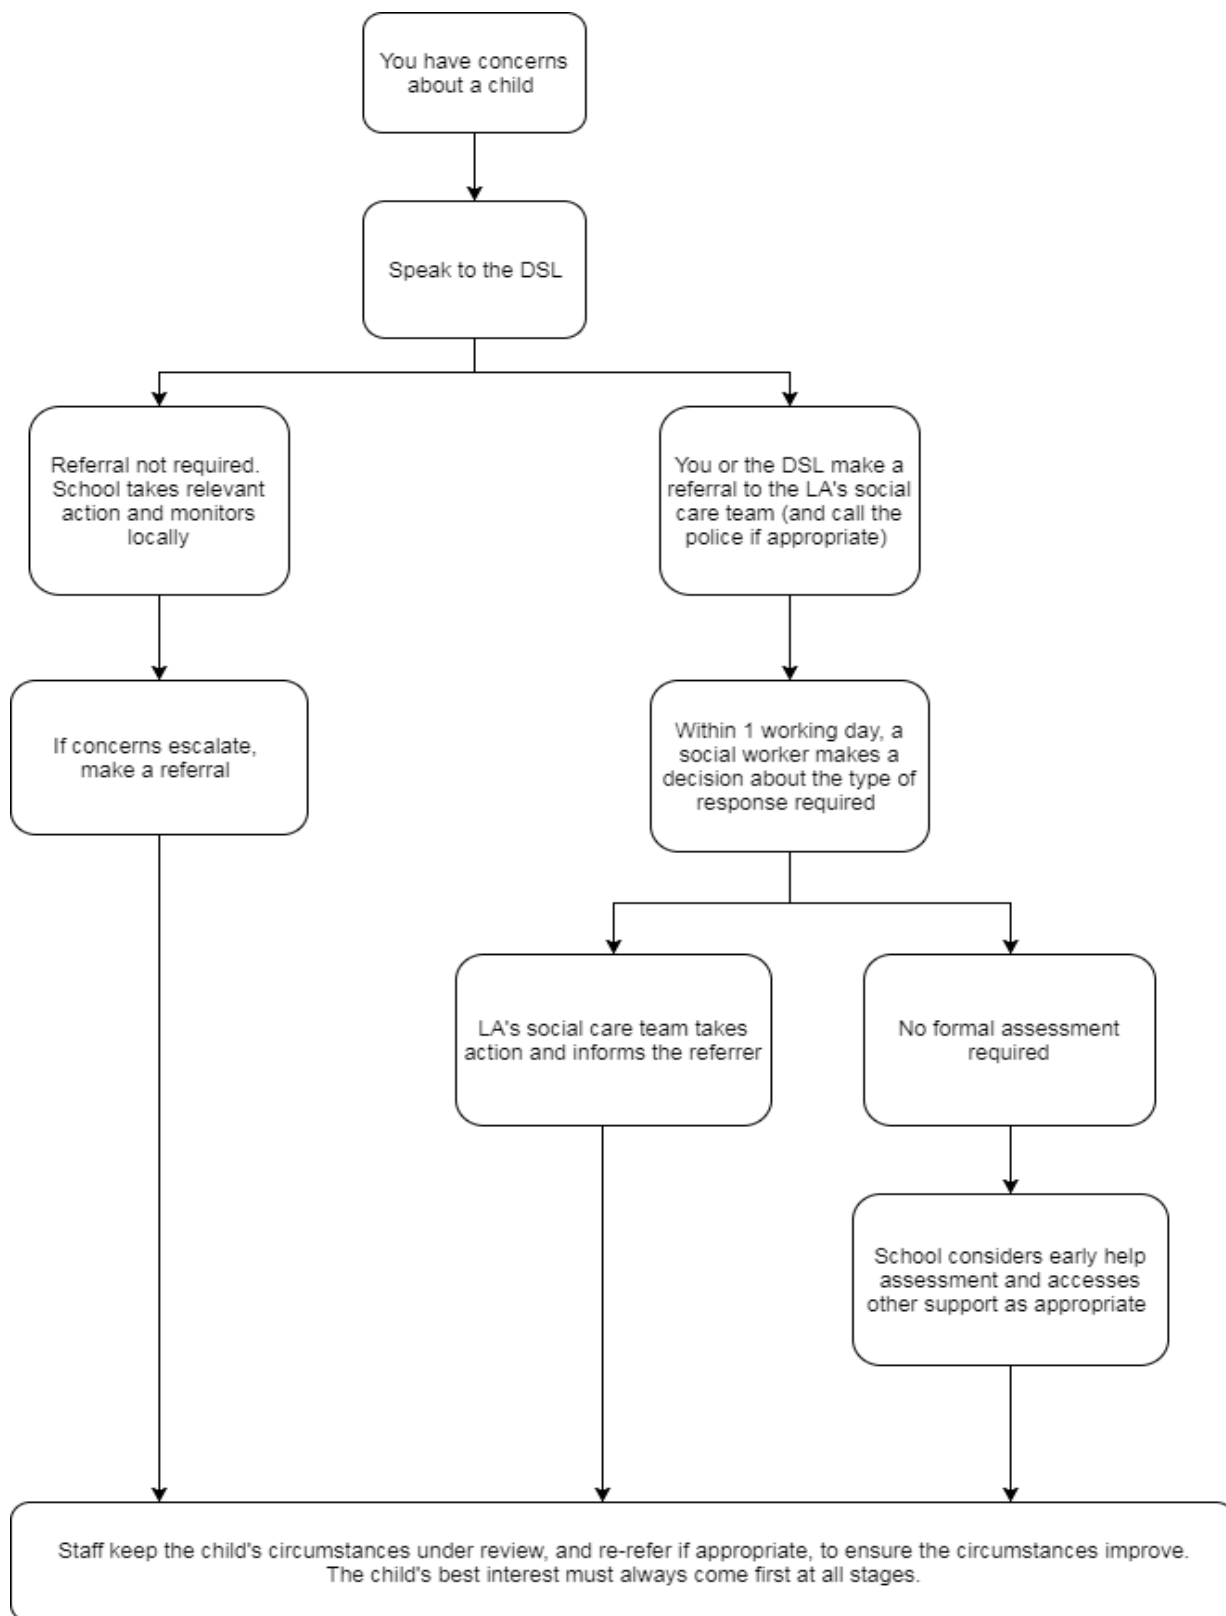 You have concerns
about a child
Speak to the DSL
Referral not required.
School takes relevant
action and monitors
locally
You or the DSL make a
referral to the LA's social
care team (and call the
police if appropriate)
If concerns escalate,
make a referral
Within 1 working day, a
social worker makes a
decision about the type of
response required
LA's social care team takes
action and informs the referrer
No formal assessment
required
School considers early help
assessment and accesses
other support as appropriate
Staff keep the child's circumstances under review, and re-refer if appropriate, to ensure the circumstances improve.
The child's best interest must always come first at all stages.